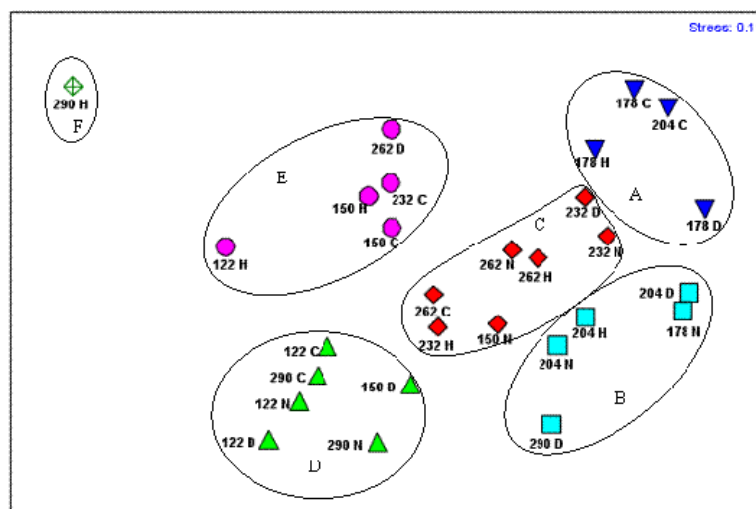 Stress: 0.1
178 C
204 C
290 H
F
262 D
178 H
E
232 C
A
150 H
232 D
178 D
C
150 C
232 N
122 H
262 N
262 H
204 D
262 C
178 N
204 H
232 H
150 N
122 C
204 N
290 C
150 D
B
122 N
122 D
290 N
290 D
D